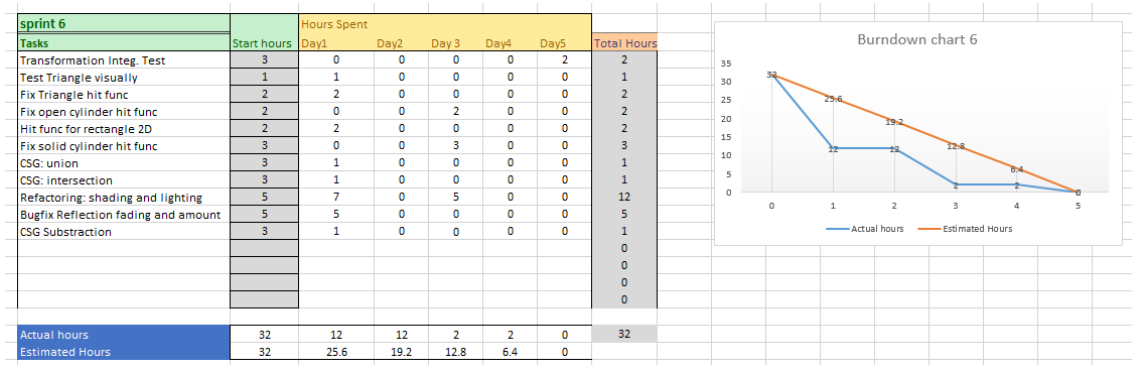 sprint 6
Hours Spent
Tasks Start hours Day1 Day2 Day 3 Day4 Day5 Total Hours
Transformation Integ. Test 3 0 0 0 0 2 2
Test Triangle visually 1 1 0 0 0 0 1
Fix Triangle hit func 2 2 0 0 0 0 2
Fix open cylinder hit func 2 0 0 2 0 0 2
Hit func for rectangle 2D 2 2 0 0 0 0 2
Fix solid cylinder hit func 3 0 0 3 0 0 3
CSG: union 3 1 0 0 0 0 1
CSG: intersection 3 1 0 0 0 0 1
Refactoring: shading and lighting 5 7 0 5 0 0 12
Bugfix Reflection fading and amount 5 5 0 0 0 0 5
CSG Substraction 3 1 0 0 0 0 1
0
0
0
0
Actual hours 32 12 12 2 2 0 32
Estimated Hours 32 25.6 19.2 12.8 6.4 0
Burndown chart 6
35
30
25
20
15
10
5
0
32
25.6
19.2
12.8
6.4
0
12
12
2
2
0 1 2 3 4 5
Actual hours Estimated Hours